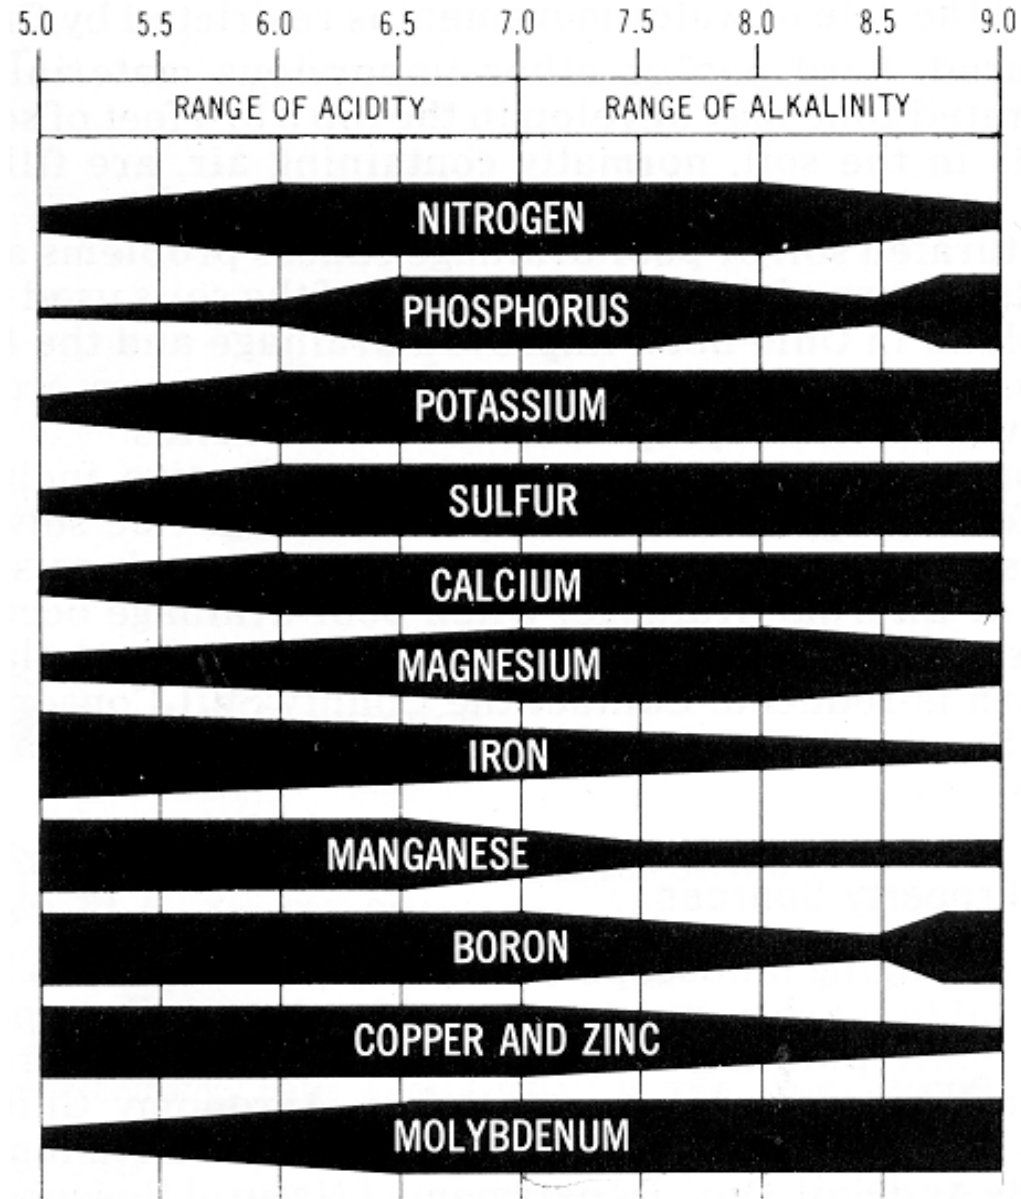 5.0 5.5 6.0 6.5 7.0 7.5 8.0 8.5 9.0
RANGE OF ACIDITY RANGE OF ALKALINITY
NITROGEN
PHOSPHORUS
POTASSIUM
SULFUR
CALCIUM
MAGNESIUM
IRON
MANGANESE
BORON
COPPER AND ZINC
MOLYBDENUM